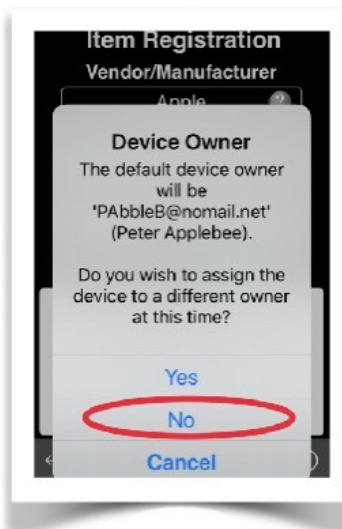 Item Registration
Vendor/Manufacturer
Apple
?
Device Owner
The default device owner
will be
'PAbbleB@nomail.net'
(Peter Applebee).
Do you wish to assign the
device to a different owner
at this time?
Yes
No
Cancel